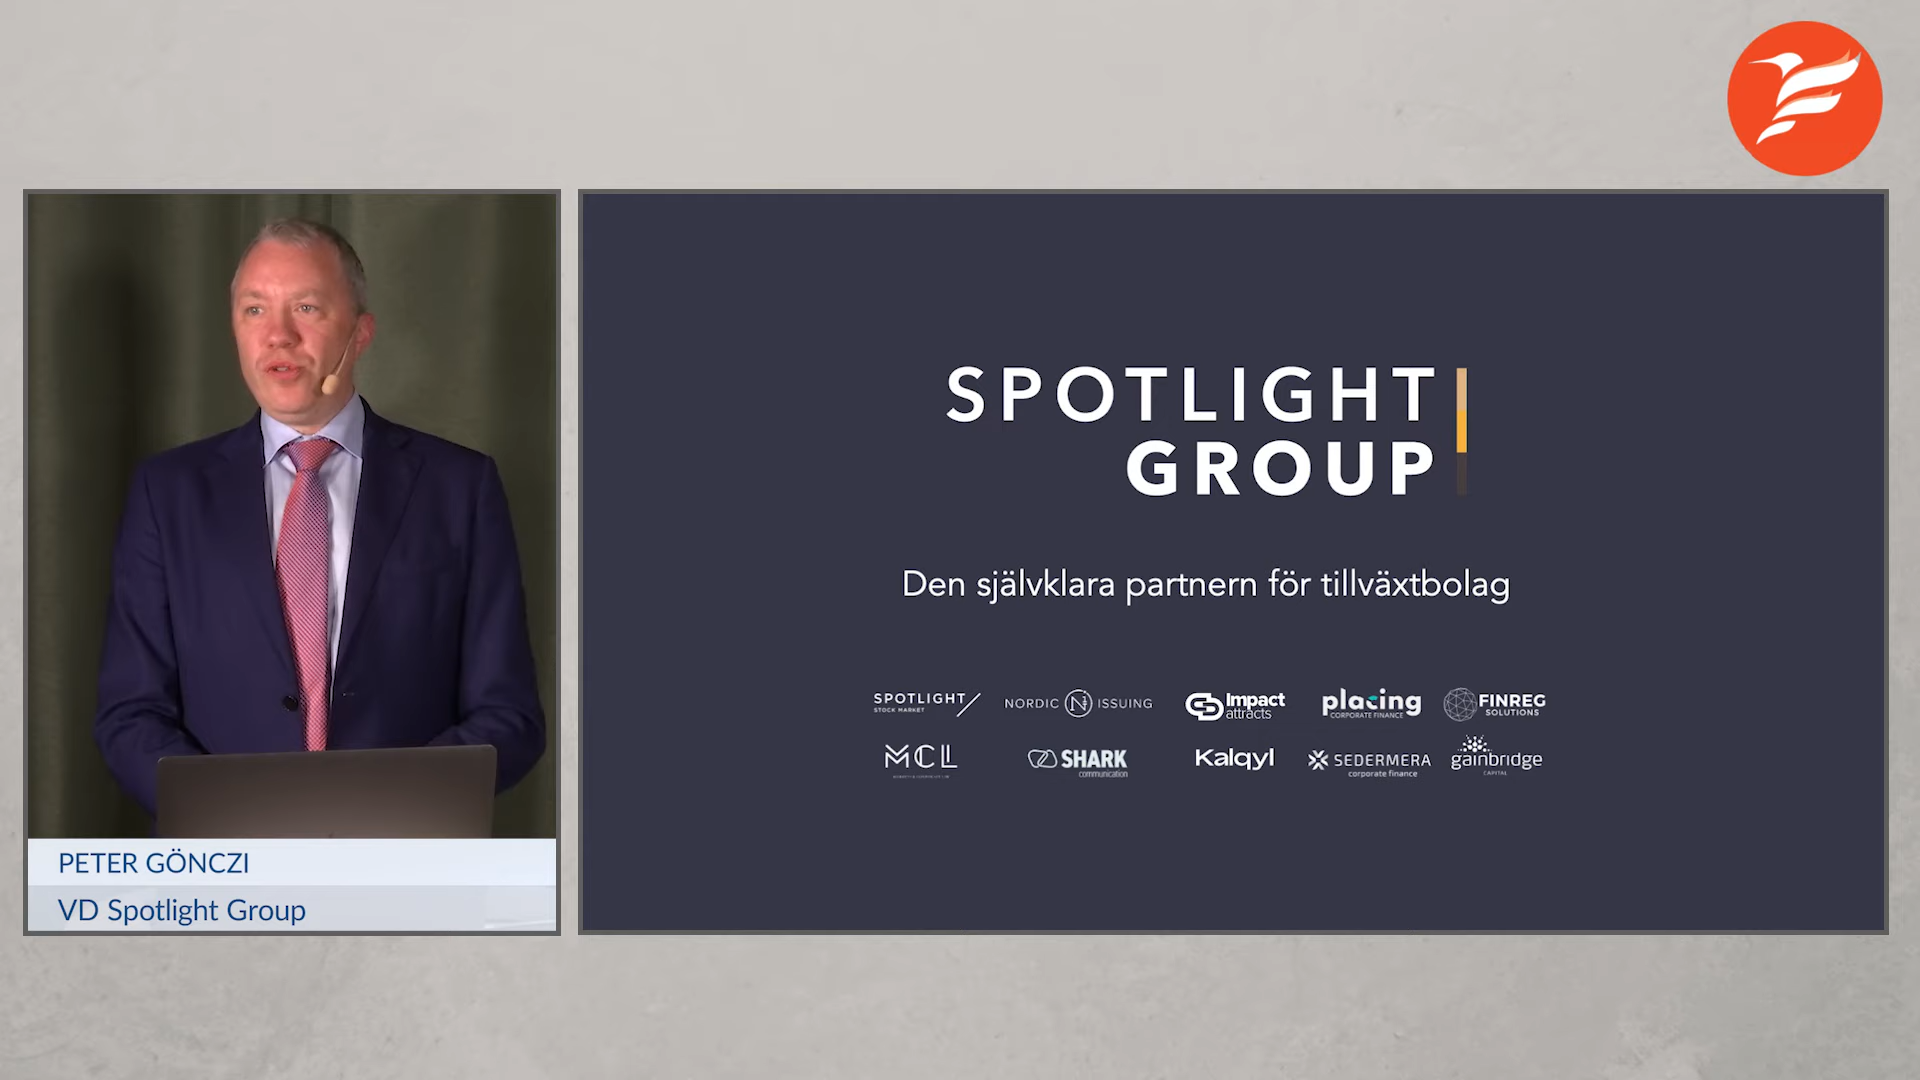 PETER GÖNCZI
VD Spotlight Group
SPOTLIGHT
GROUP
Den självklara partnern för tillväxtbolag
SPOTLIGHT
STOCK MARKET
NORDIC N ISSUING
Impact
attracts
placing
CORPORATE FINANCE
FINREG
SOLUTIONS
MCL
SHARK
communication
Kalqyl
SEDERMERA
corporate finance
gainbridge
CAPITAL